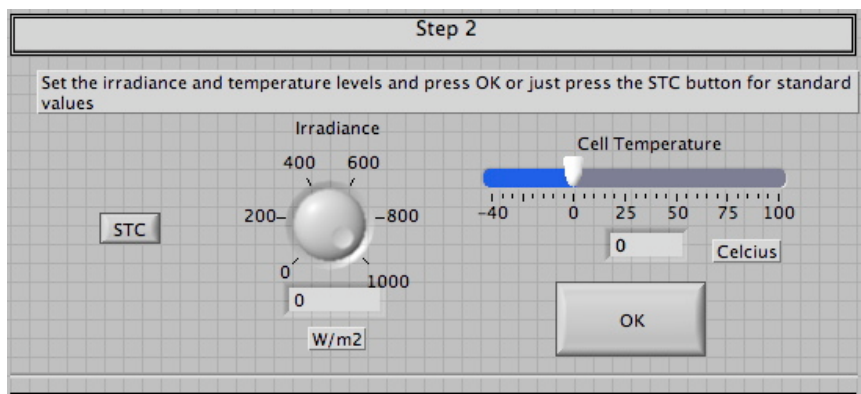 Step 2
Set the irradiance and temperature levels and press OK or just press the STC button for standard
values
Irradiance
400 600
200 800
0 1000
0
W/m2
STC
Cell Temperature
-40 0 25 50 75 100
0 Celcius
OK